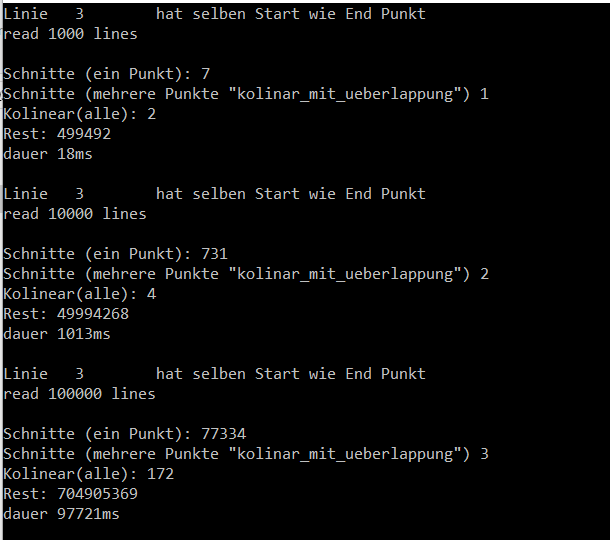 Linie   3        hat selben Start wie End Punkt
read 1000 lines
Schnitte (ein Punkt): 7
Schnitte (mehrere Punkte "kolinar_mit_ueberlappung") 1
Kolinear(alle): 2
Rest: 499492
dauer 18ms
Linie   3        hat selben Start wie End Punkt
read 10000 lines
Schnitte (ein Punkt): 731
Schnitte (mehrere Punkte "kolinar_mit_ueberlappung") 2
Kolinear(alle): 4
Rest: 49994268
dauer 1013ms
Linie   3        hat selben Start wie End Punkt
read 100000 lines
Schnitte (ein Punkt): 77334
Schnitte (mehrere Punkte "kolinar_mit_ueberlappung") 3
Kolinear(alle): 172
Rest: 704905369
dauer 97721ms